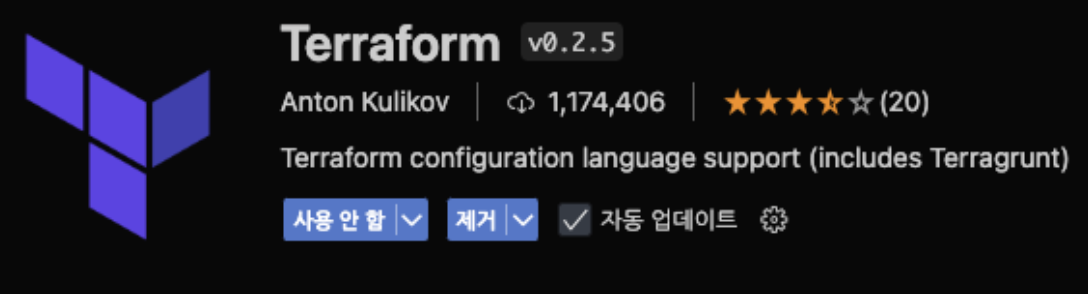 Terraform v0.2.5
Anton Kulikov 1,174,406 (20)
Terraform configuration language support (includes Terragrunt)
사용 안 함 제거 자동 업데이트